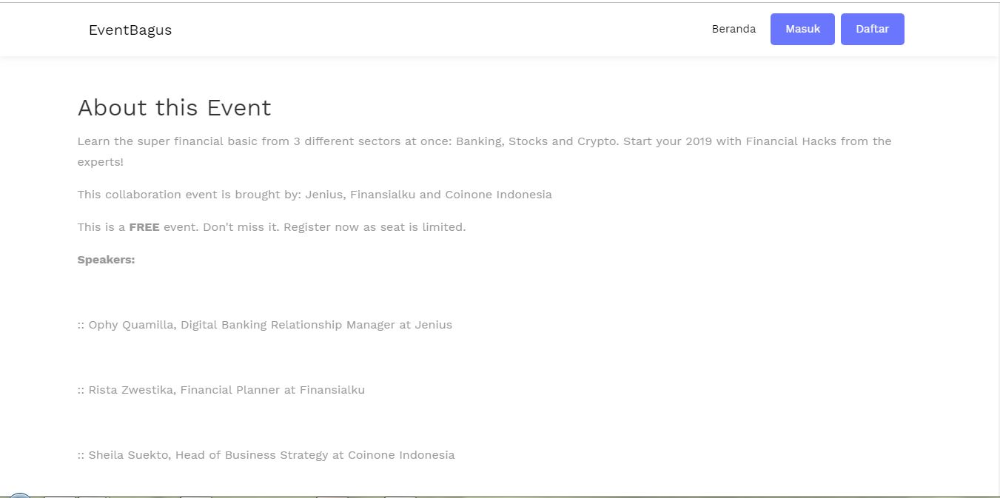 EventBagus
Beranda
Masuk
Daftar
About this Event
Learn the super financial basic from 3 different sectors at once: Banking, Stocks and Crypto. Start your 2019 with Financial Hacks from the
experts!
This collaboration event is brought by: Jenius, Finansialku and Coinone Indonesia
This is a FREE event. Don't miss it. Register now as seat is limited.
Speakers:
:: Ophy Quamilla, Digital Banking Relationship Manager at Jenius
:: Rista Zwestika, Financial Planner at Finansialku
:: Sheila Suekto, Head of Business Strategy at Coinone Indonesia